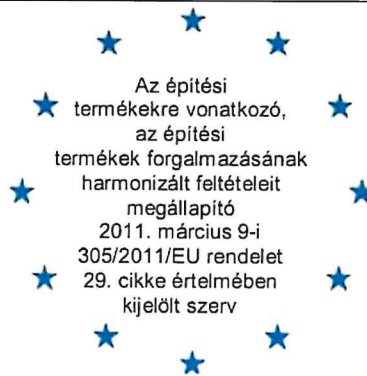 Az építési
termékekre vonatkozó,
az építési
termékek forgalmazásának
harmonizált feltételeit
megállapító
2011. március 9-i
305/2011/EU rendelet
29. cikke értelmében
kijelölt szerv